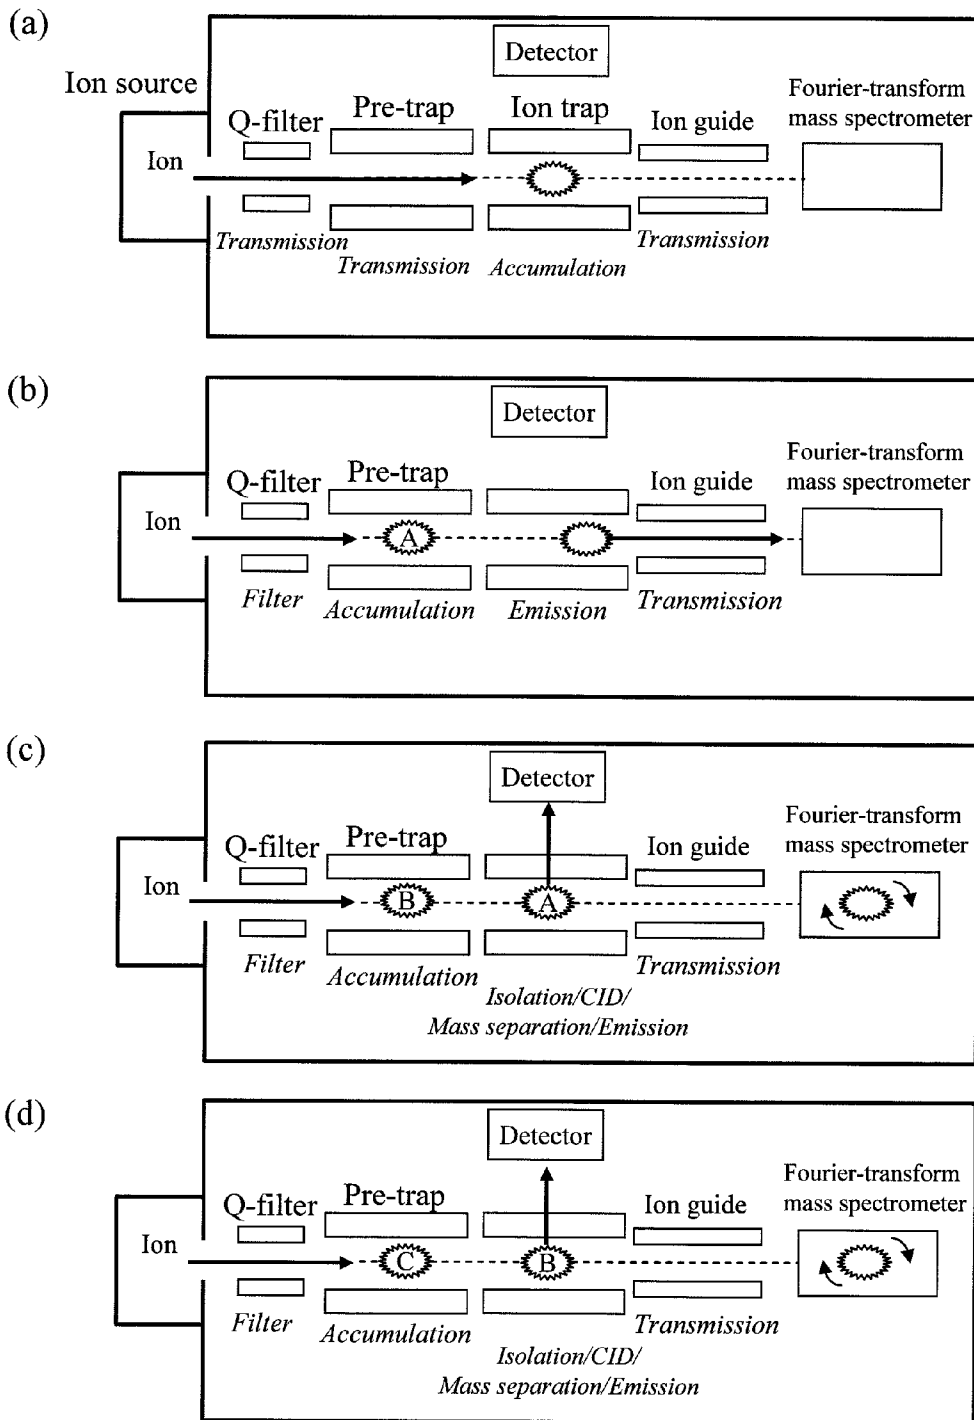 (a)
Detector
Ion source
Fourier-transform
mass spectrometer
Q-filter
Pre-trap
Ion trap
Ion guide
Ion
Transmission
Transmission
Accumulation
Transmission
(b)
Detector
Fourier-transform
mass spectrometer
Q-filter
Pre-trap
Ion guide
Ion
A
Filter
Accumulation
Emission
Transmission
(c)
Detector
Fourier-transform
mass spectrometer
Q-filter
Pre-trap
Ion guide
Ion
B
A
Filter
Accumulation
Transmission
Isolation/CID/
Mass separation/Emission
(d)
Detector
Fourier-transform
mass spectrometer
Q-filter
Pre-trap
Ion guide
Ion
C
B
Filter
Accumulation
Transmission
Isolation/CID/
Mass separation/Emission